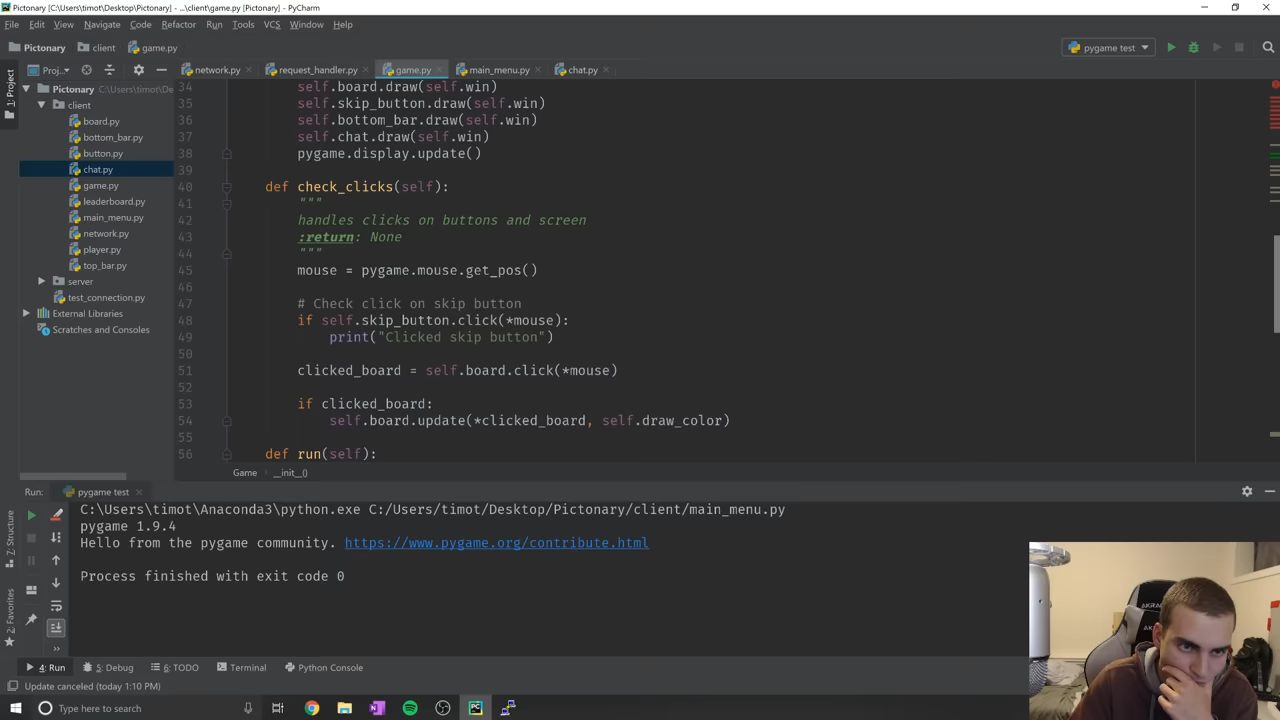 Pictonary [C:\Users\timot\Desktop\Pictonary] - ...\client\game.py [Pictonary] - PyCharm
File Edit View Navigate Code Refactor Run Tools VCS Window Help
Pictonary client game.py pygame test
1: Project Proj... network.py request_handler.py game.py main_menu.py chat.py
Pictonary C:\Users\timot\De
client
board.py
bottom_bar.py
button.py
chat.py
game.py
leaderboard.py
main_menu.py
network.py
player.py
top_bar.py
server
test_connection.py
External Libraries
Scratches and Consoles
34 self.board.draw(self.win)
35 self.skip_button.draw(self.win)
36 self.bottom_bar.draw(self.win)
37 self.chat.draw(self.win)
38 pygame.display.update()
39
40 def check_clicks(self):
41 """
42 handles clicks on buttons and screen
43 :return: None
44 """
45 mouse = pygame.mouse.get_pos()
46
47 # Check click on skip button
48 if self.skip_button.click(*mouse):
49 print("Clicked skip button")
50
51 clicked_board = self.board.click(*mouse)
52
53 if clicked_board:
54 self.board.update(*clicked_board, self.draw_color)
55
56 def run(self):
Game __init__()
Run: pygame test
C:\Users\timot\Anaconda3\python.exe C:/Users/timot/Desktop/Pictonary/client/main_menu.py
pygame 1.9.4
Hello from the pygame community. https://www.pygame.org/contribute.html
Process finished with exit code 0
Z: Structure
2: Favorites
4: Run 5: Debug 6: TODO Terminal Python Console
Update canceled (today 1:10 PM)
Type here to search
AKRA